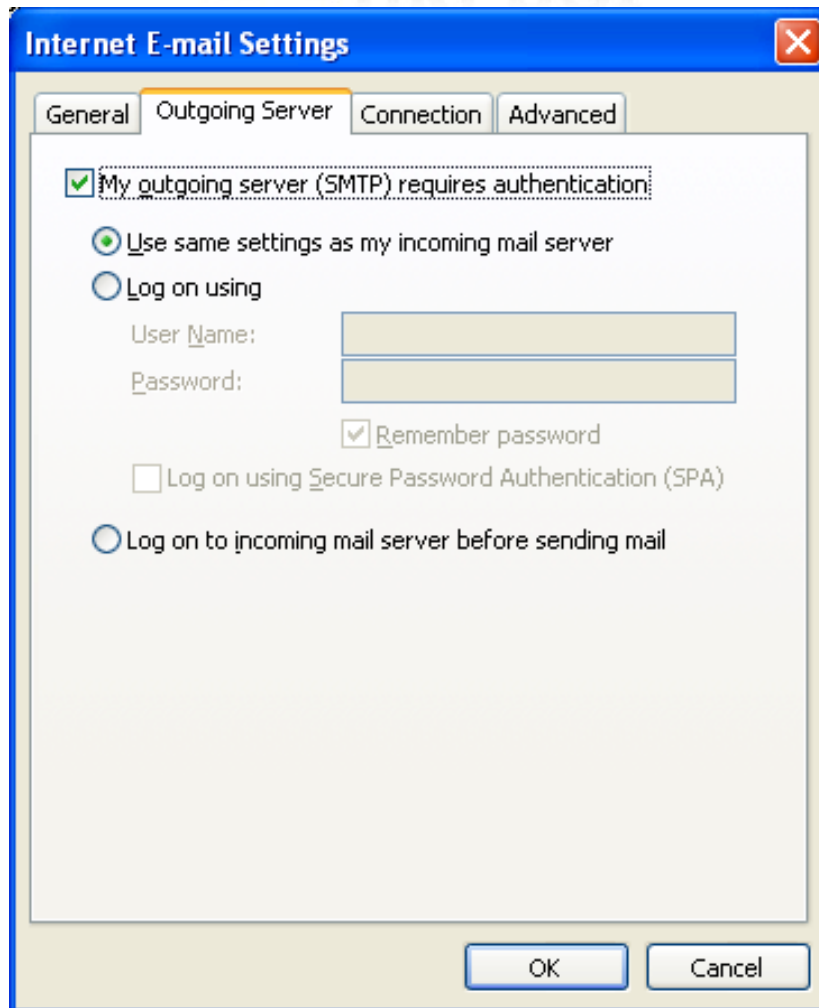 Internet E-mail Settings
General Outgoing Server Connection Advanced
My outgoing server (SMTP) requires authentication
Use same settings as my incoming mail server
Log on using
User Name:
Password:
Remember password
Log on using Secure Password Authentication (SPA)
Log on to incoming mail server before sending mail
OK Cancel